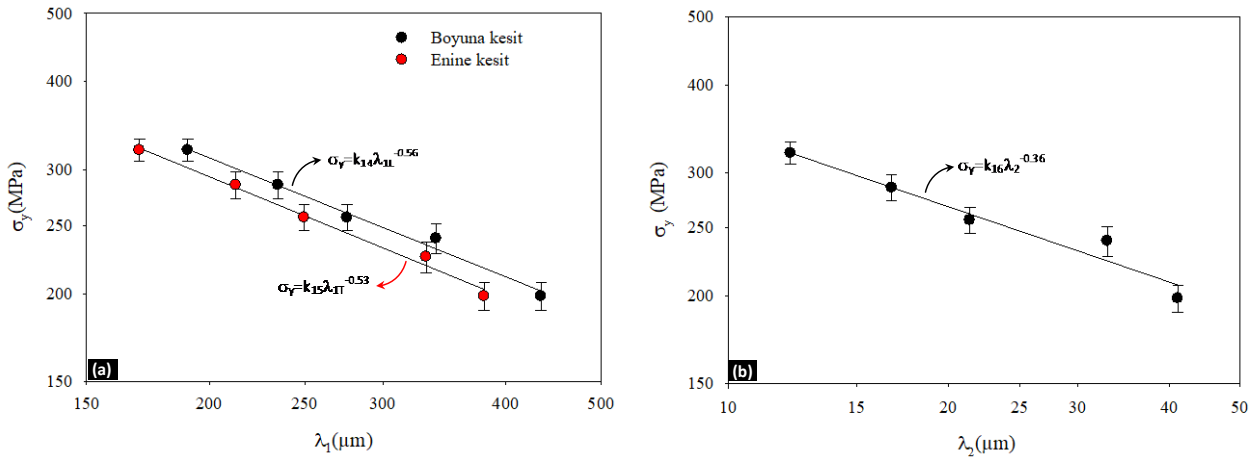 500
400
300
250
200
150
σy(MPa)
Boyuna kesit
Enine kesit
σY=k14λ1L-0.56
σY=k15λ1T-0.53
(a)
150
200
250
300
400
500
λ1(µm)
500
400
300
250
200
150
σy (MPa)
σY=k16λ2-0.36
(b)
10
15
20
25
30
40
50
λ2(µm)